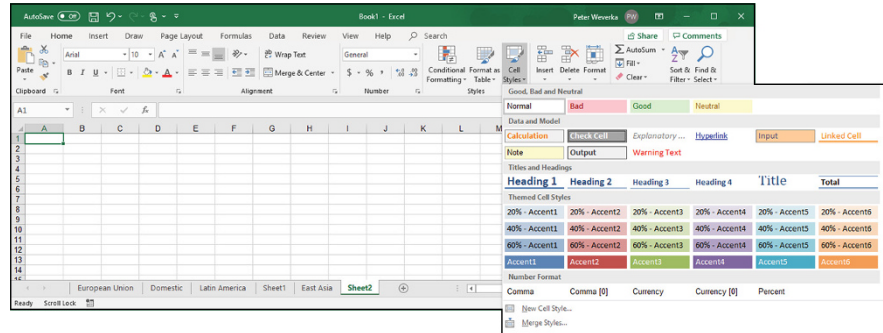 AutoSave Off Book1 - Excel Peter Weverka PW
File Home Insert Draw Page Layout Formulas Data Review View Help Search Share Comments
Paste
Clipboard
Arial 10 A A
B I U A
Font
Wrap Text
Merge & Center
Alignment
General
$ % ,
Number
Conditional Formatting
Format as Table
Cell Styles
Styles
Insert Delete Format
AutoSum
Fill
Clear
Sort & Filter
Find & Select
A1 fx
A B C D E F G H I J K L M
1
2
3
4
5
6
7
8
9
10
11
12
13
14
15
European Union Domestic Latin America Sheet1 East Asia Sheet2
Ready Scroll Lock
Good, Bad and Neutral
Normal Bad Good Neutral
Data and Model
Calculation Check Cell Explanatory ... Hyperlink Input Linked Cell
Note Output Warning Text
Titles and Headings
Heading 1 Heading 2 Heading 3 Heading 4 Title Total
Themed Cell Styles
20% - Accent1 20% - Accent2 20% - Accent3 20% - Accent4 20% - Accent5 20% - Accent6
40% - Accent1 40% - Accent2 40% - Accent3 40% - Accent4 40% - Accent5 40% - Accent6
60% - Accent1 60% - Accent2 60% - Accent3 60% - Accent4 60% - Accent5 60% - Accent6
Accent1 Accent2 Accent3 Accent4 Accent5 Accent6
Number Format
Comma Comma [0] Currency Currency [0] Percent
New Cell Style...
Merge Styles...